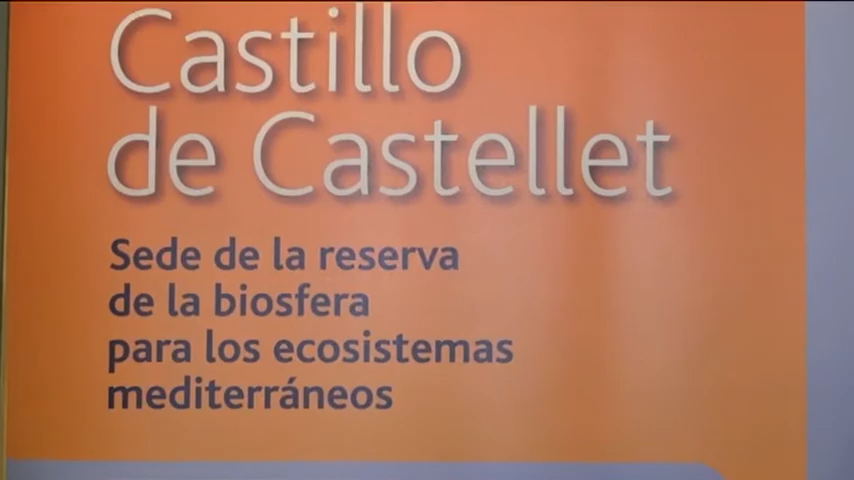 Castillo
de Castellet
Sede de la reserva
de la biosfera
para los ecosistemas
mediterráneos